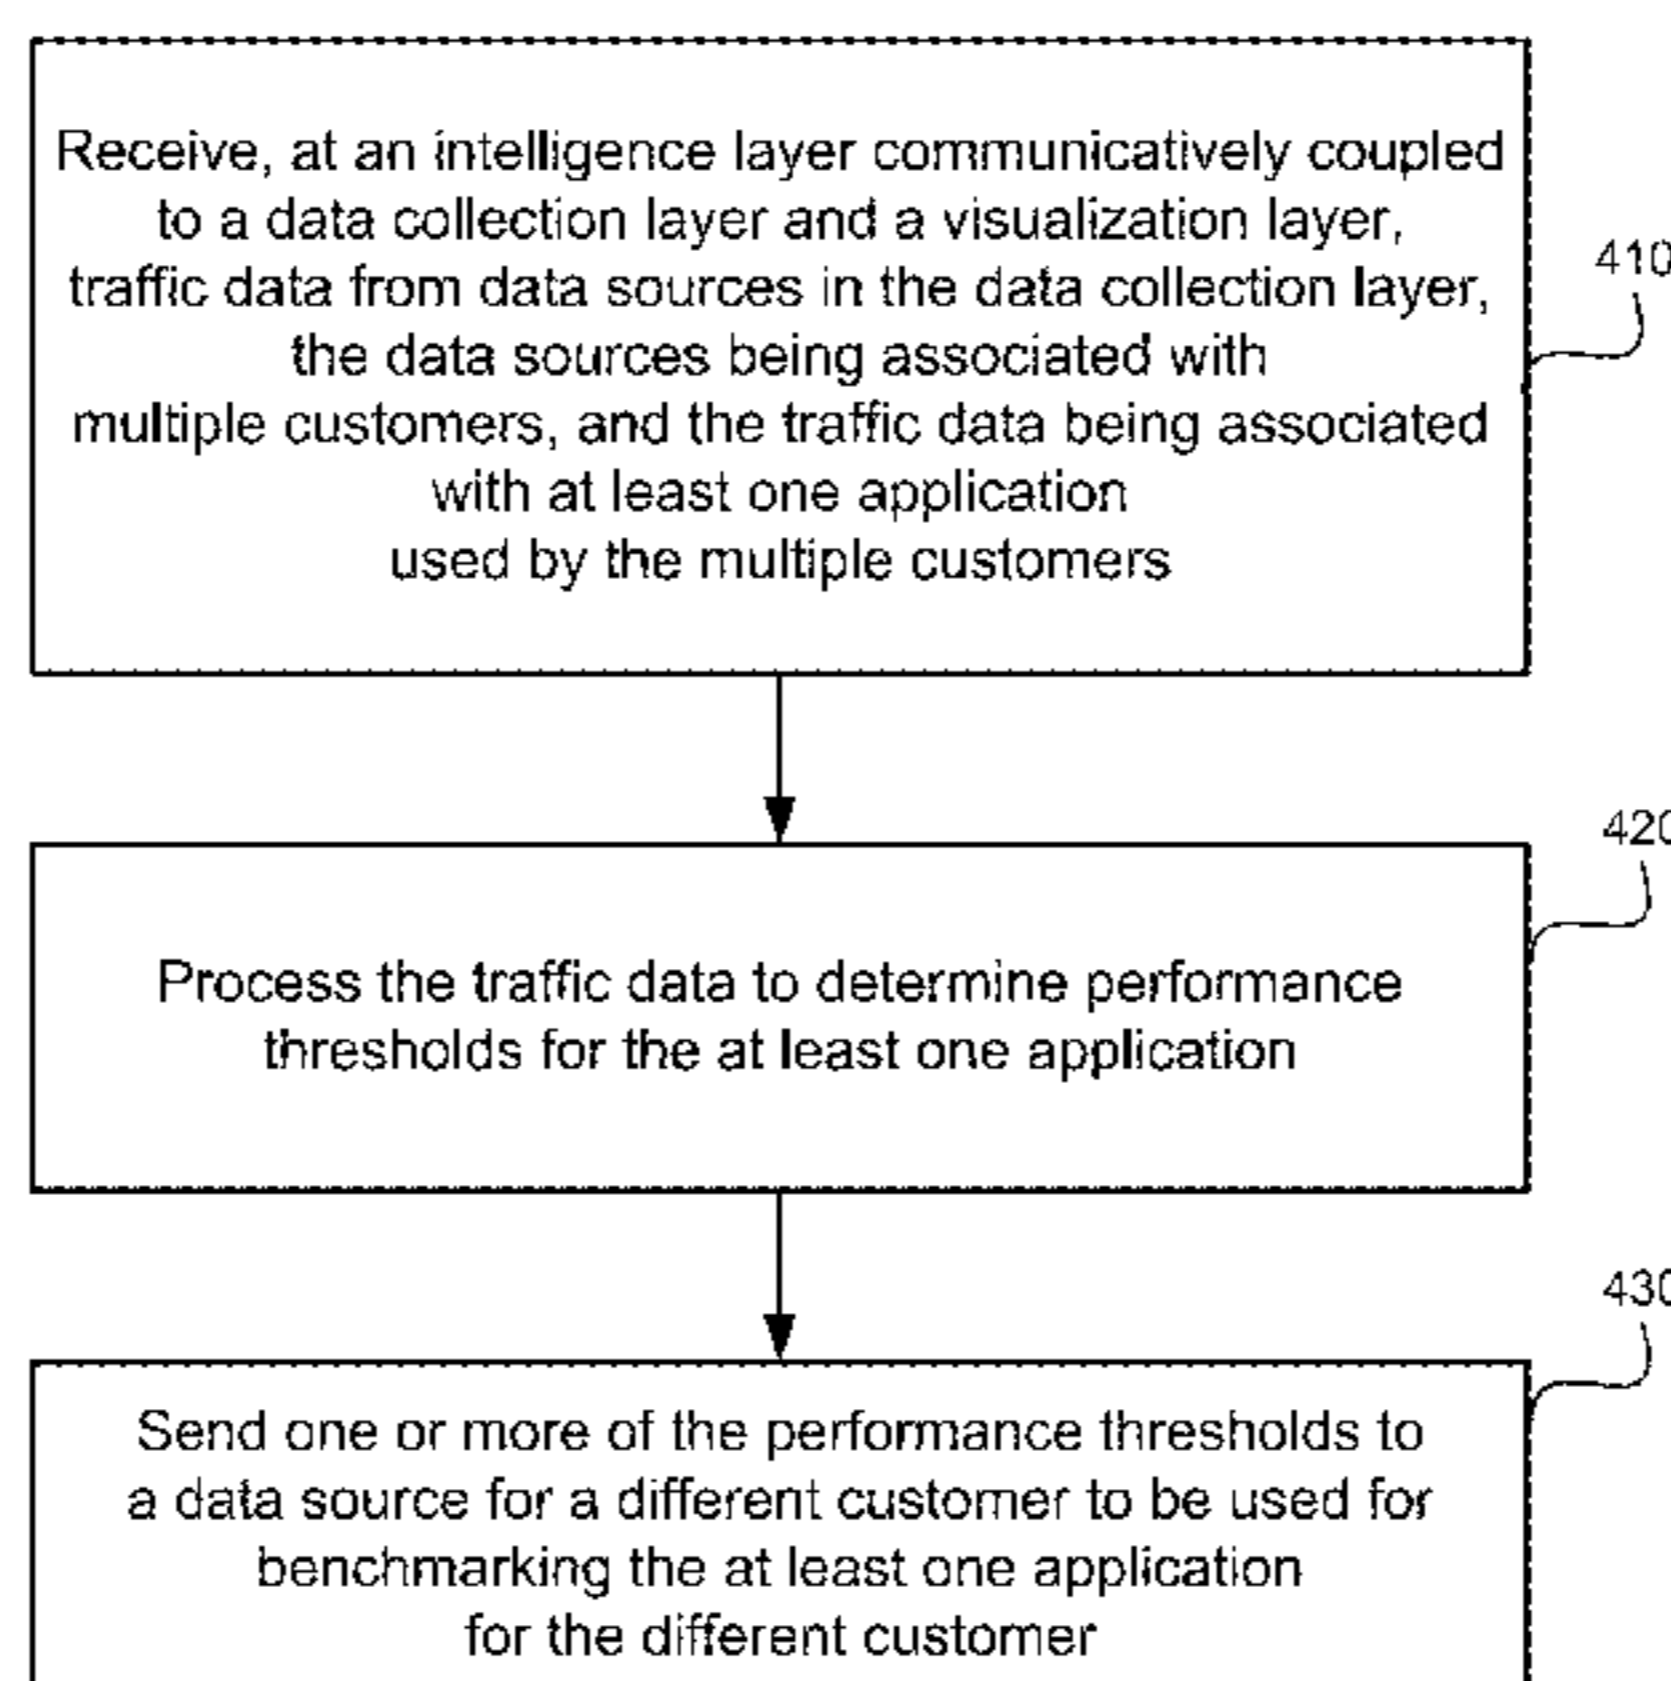 Receive, at an intelligence layer communicatively coupled
to a data collection layer and a visualization layer,
traffic data from data sources in the data collection layer,
the data sources being associated with
multiple customers, and the traffic data being associated
with at least one application
used by the multiple customers
410
420
Process the traffic data to determine performance
thresholds for the at least one application
430
Send one or more of the performance thresholds to
a data source for a different customer to be used for
benchmarking the at least one application
for the different customer